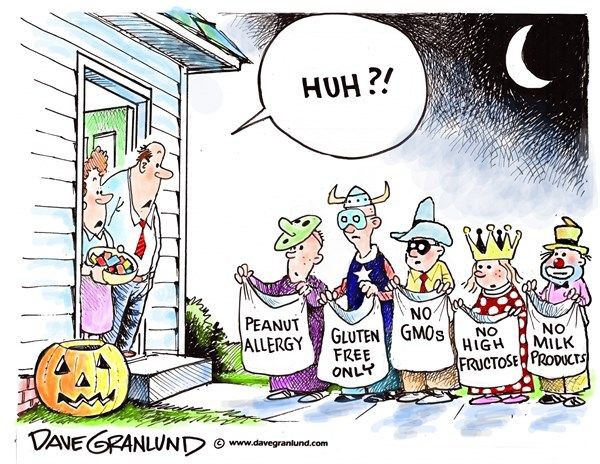 HUH?!
PEANUT
ALLERGY
GLUTEN
FREE
ONLY
NO
GMOs
NO
HIGH
FRUCTOSE
NO
MILK
PRODUCTS
DAVE GRANLUND © www.davegranlund.com